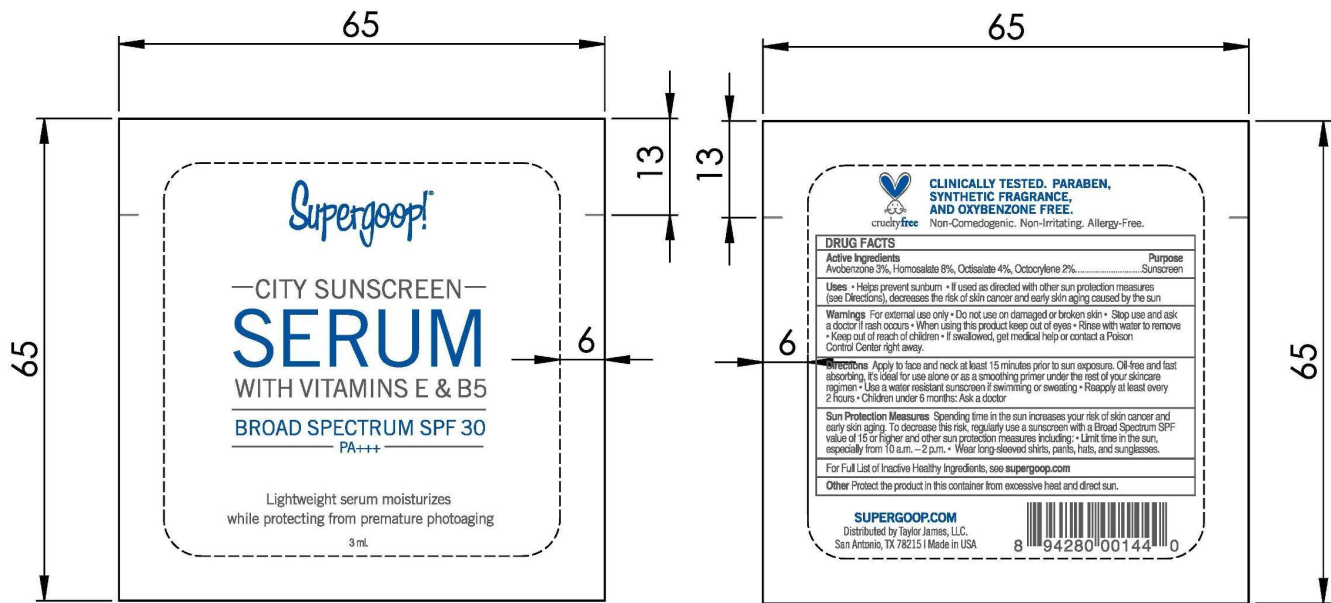 65
65
13
6
Supergoop!™
CITY SUNSCREEN
SERUM
WITH VITAMINS E & B5
BROAD SPECTRUM SPF 30
PA+++
Lightweight serum moisturizes
while protecting from premature photoaging
3 ml.
65
13
6
65
CLINICALLY TESTED. PARABEN,
SYNTHETIC FRAGRANCE,
AND OXYBENZONE FREE.
crueltyfree Non-Comedogenic. Non-Irritating. Allergy-Free.
DRUG FACTS
Active Ingredients Purpose
Avobenzone 3%, Homosalate 8%, Octisalate 4%, Octocrylene 2%..............................Sunscreen
Uses • Helps prevent sunburn • If used as directed with other sun protection measures
(see Directions), decreases the risk of skin cancer and early skin aging caused by the sun
Warnings For external use only • Do not use on damaged or broken skin • Stop use and ask
a doctor if rash occurs • When using this product keep out of eyes • Rinse with water to remove
• Keep out of reach of children • If swallowed, get medical help or contact a Poison
Control Center right away.
Directions Apply to face and neck at least 15 minutes prior to sun exposure. Oil-free and fast
absorbing, it's ideal for use alone or as a smoothing primer under the rest of your skincare
regimen • Use a water resistant sunscreen if swimming or sweating • Reapply at least every
2 hours • Children under 6 months: Ask a doctor
Sun Protection Measures Spending time in the sun increases your risk of skin cancer and
early skin aging. To decrease this risk, regularly use a sunscreen with a Broad Spectrum SPF
value of 15 or higher and other sun protection measures including: • Limit time in the sun,
especially from 10 a.m. – 2 p.m. • Wear long-sleeved shirts, pants, hats, and sunglasses.
For Full List of Inactive Healthy Ingredients, see supergoop.com
Other Protect the product in this container from excessive heat and direct sun.
SUPERGOOP.COM
Distributed by Taylor James, LLC.
San Antonio, TX 78215 I Made in USA
8 94280 00144 0